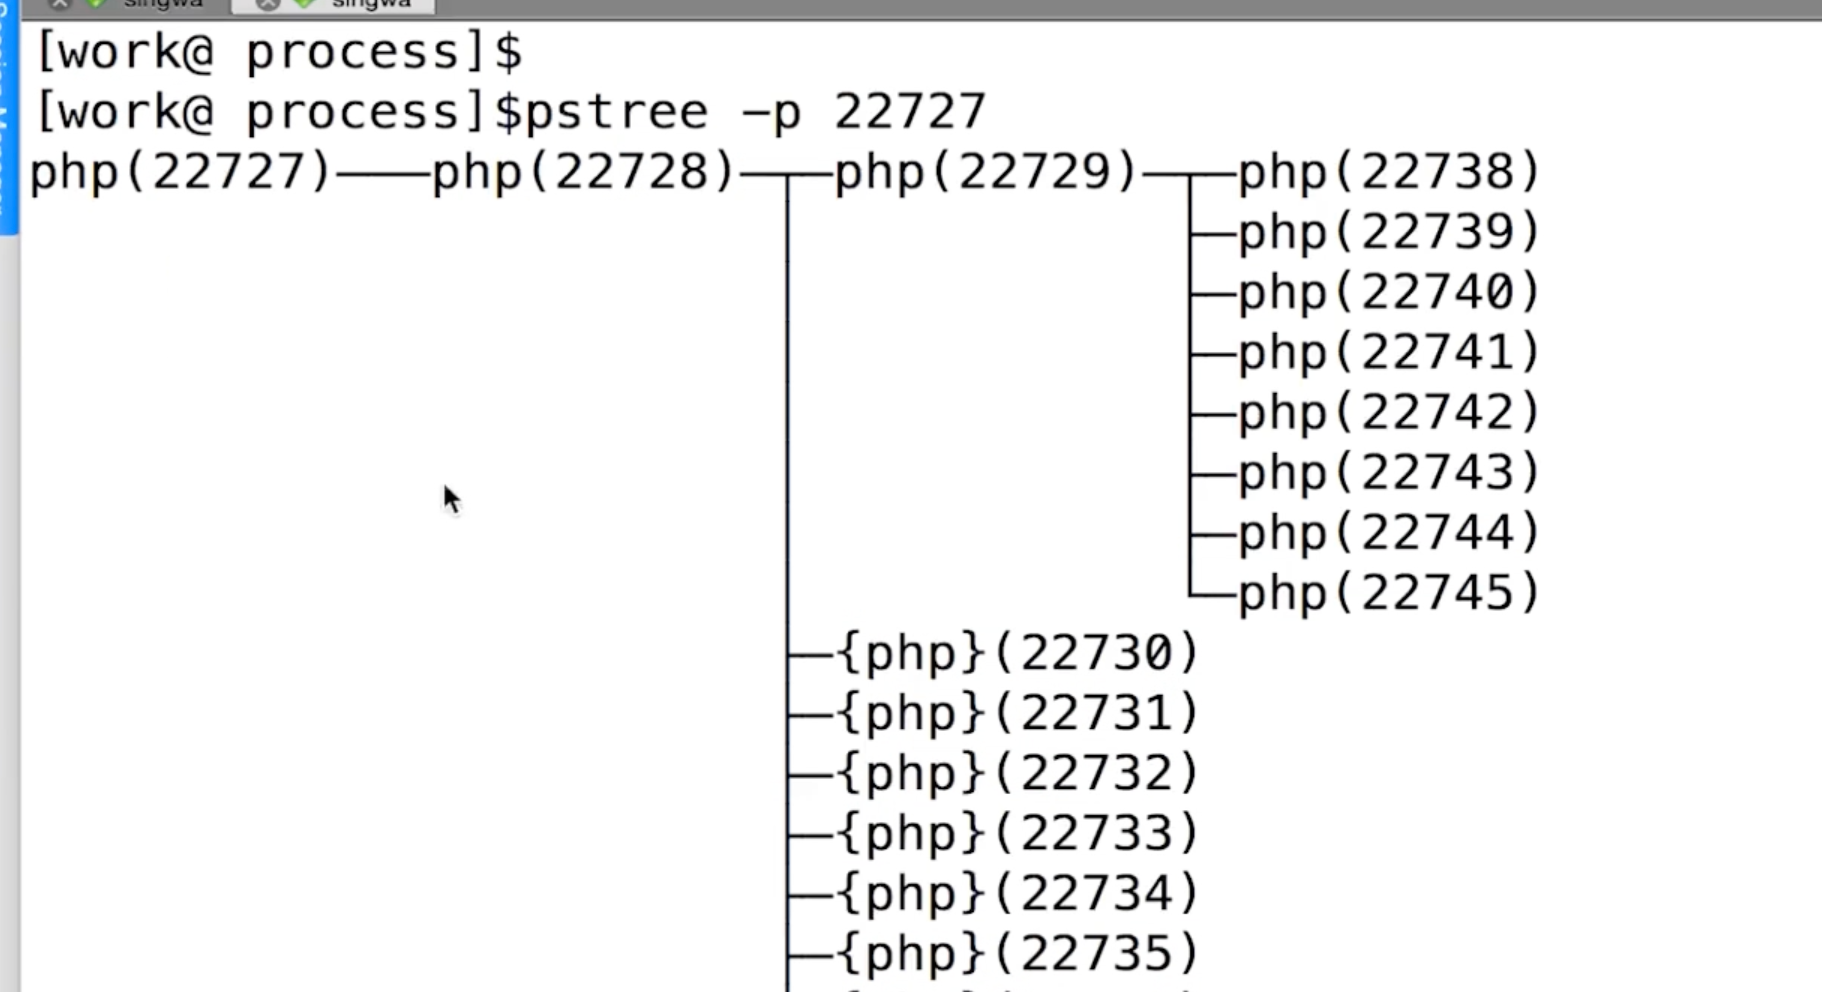 singwa singwa
[work@ process]$
[work@ process]$pstree -p 22727
php(22727)───php(22728)─┬─php(22729)─┬─php(22738)
├─php(22739)
├─php(22740)
├─php(22741)
├─php(22742)
├─php(22743)
├─php(22744)
└─php(22745)
├─{php}(22730)
├─{php}(22731)
├─{php}(22732)
├─{php}(22733)
├─{php}(22734)
├─{php}(22735)